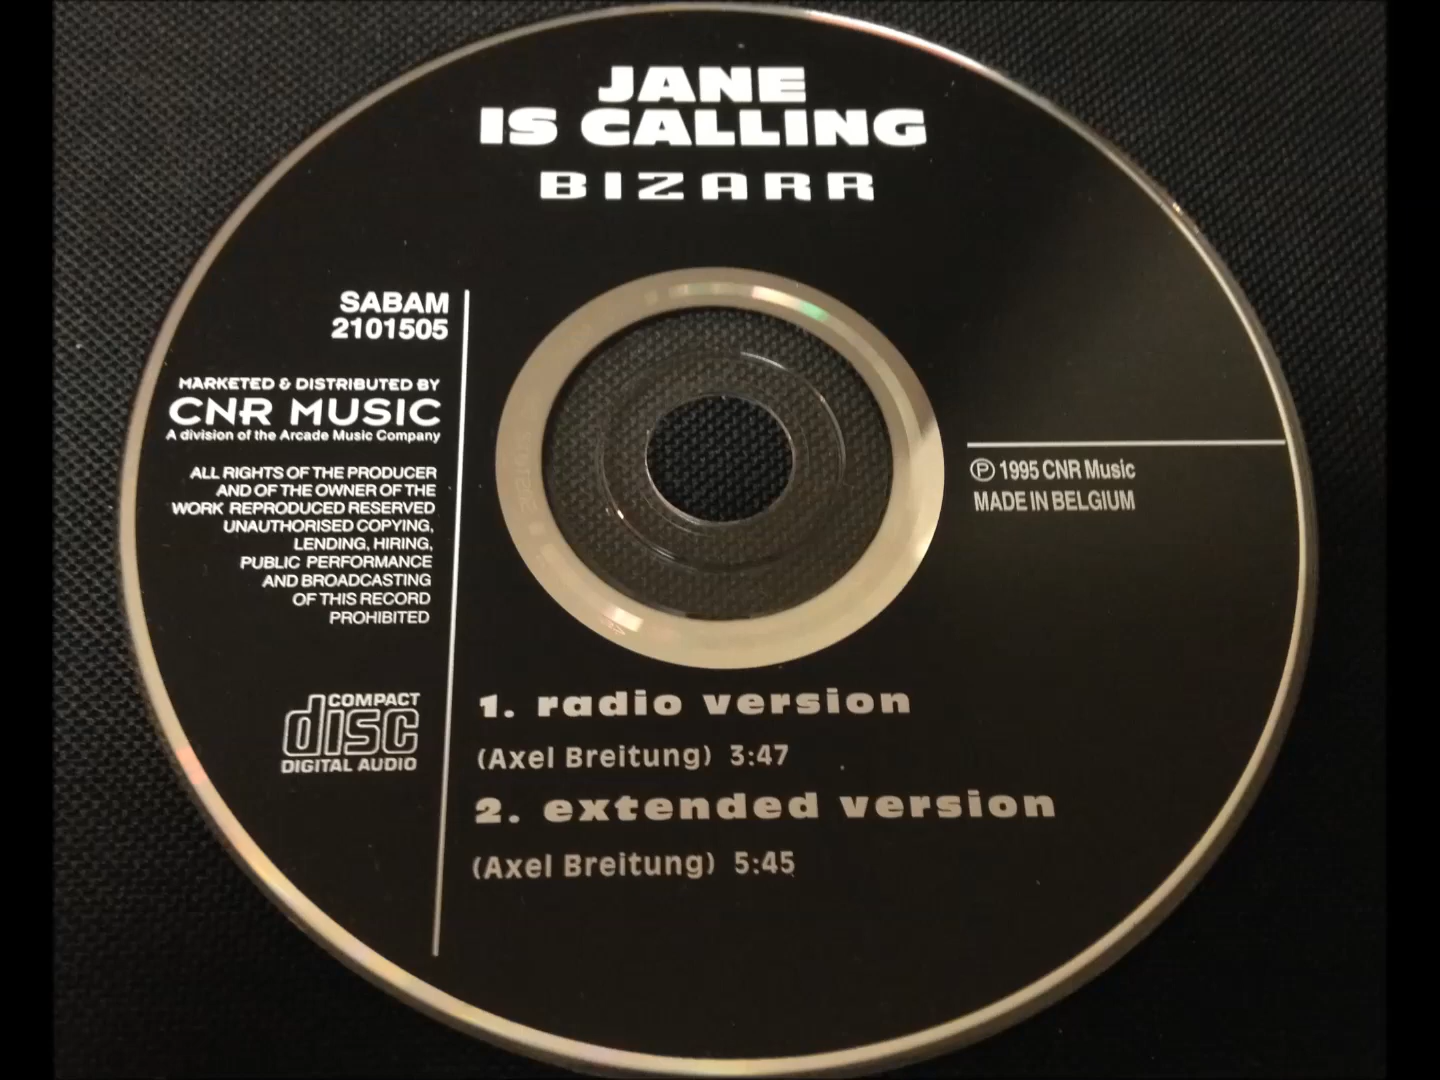 JANE
IS CALLING
BIZARR
SABAM
2101505
MARKETED & DISTRIBUTED BY
CNR MUSIC
A division of the Arcade Music Company
ALL RIGHTS OF THE PRODUCER
AND OF THE OWNER OF THE
WORK REPRODUCED RESERVED
UNAUTHORISED COPYING,
LENDING, HIRING,
PUBLIC PERFORMANCE
AND BROADCASTING
OF THIS RECORD
PROHIBITED
COMPACT
disc
DIGITAL AUDIO
℗ 1995 CNR Music
MADE IN BELGIUM
1. radio version
(Axel Breitung) 3:47
2. extended version
(Axel Breitung) 5:45